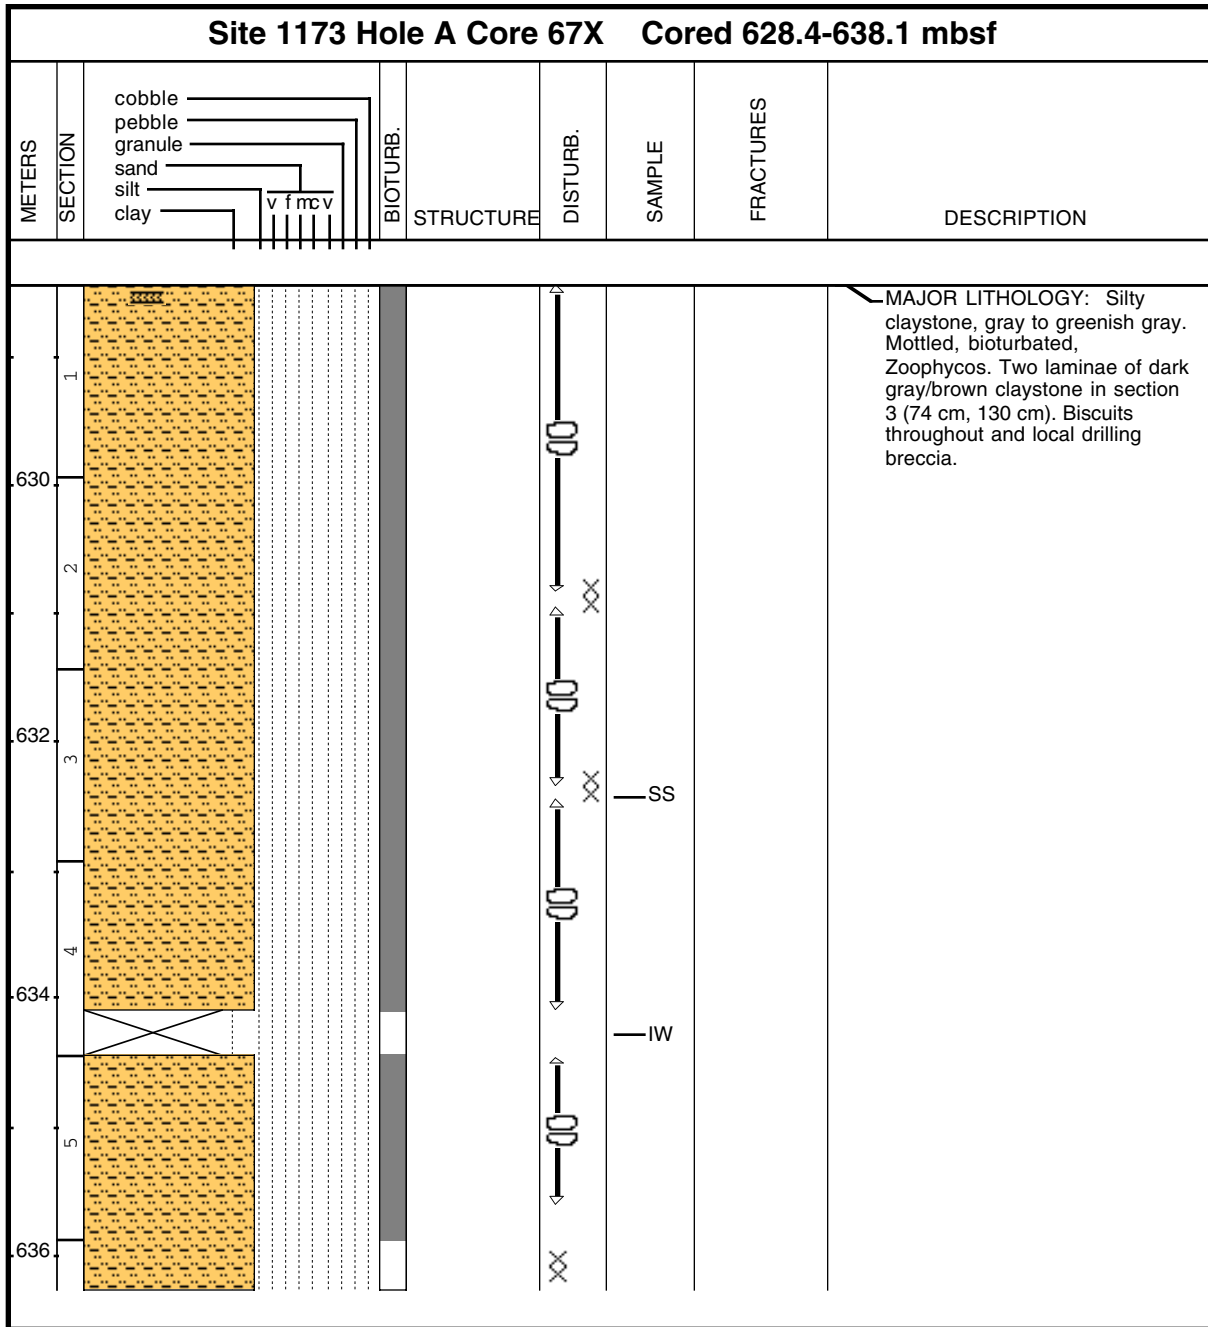 Site 1173 Hole A Core 67X Cored 628.4-638.1 mbsf
METERS
SECTION
cobble
pebble
granule
sand
silt
clay
v f m c v
BIOTURB.
STRUCTURE
DISTURB.
SAMPLE
FRACTURES
DESCRIPTION
MAJOR LITHOLOGY: Silty
claystone, gray to greenish gray.
Mottled, bioturbated,
Zoophycos. Two laminae of dark
gray/brown claystone in section
3 (74 cm, 130 cm). Biscuits
throughout and local drilling
breccia.
1
630
2
632
3
SS
4
634
IW
5
636